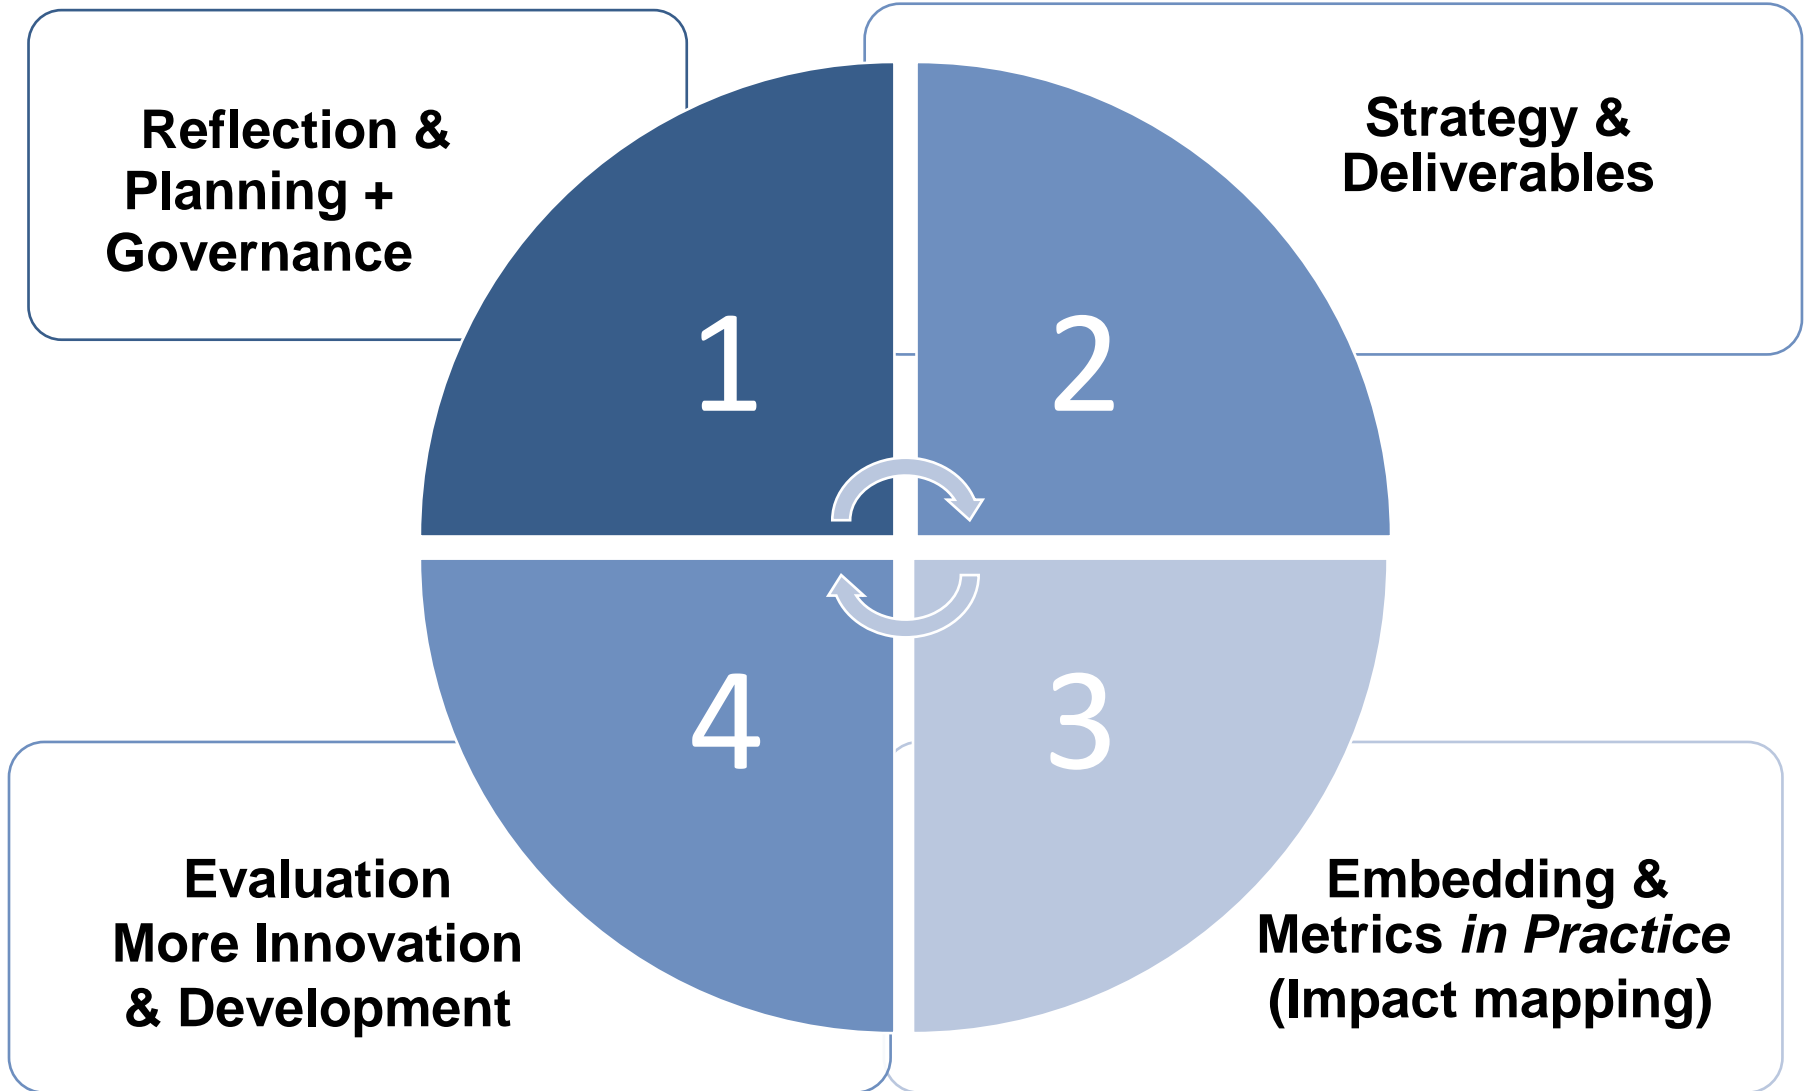 Reflection &
Planning +
Governance
1
2
Strategy &
Deliverables
4
3
Evaluation
More Innovation
& Development
Embedding &
Metrics in Practice
(Impact mapping)